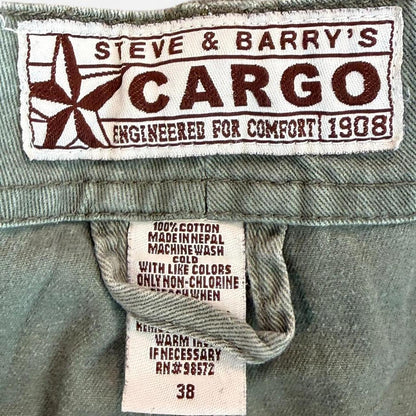 STEVE & BARRY'S
CARGO
ENGINEERED FOR COMFORT 1908
100% COTTON
MADE IN NEPAL
MACHINE WASH
COLD
WITH LIKE COLORS
ONLY NON-CHLORINE
WHEN
WARM
IF NECESSARY
RN# 98572
38